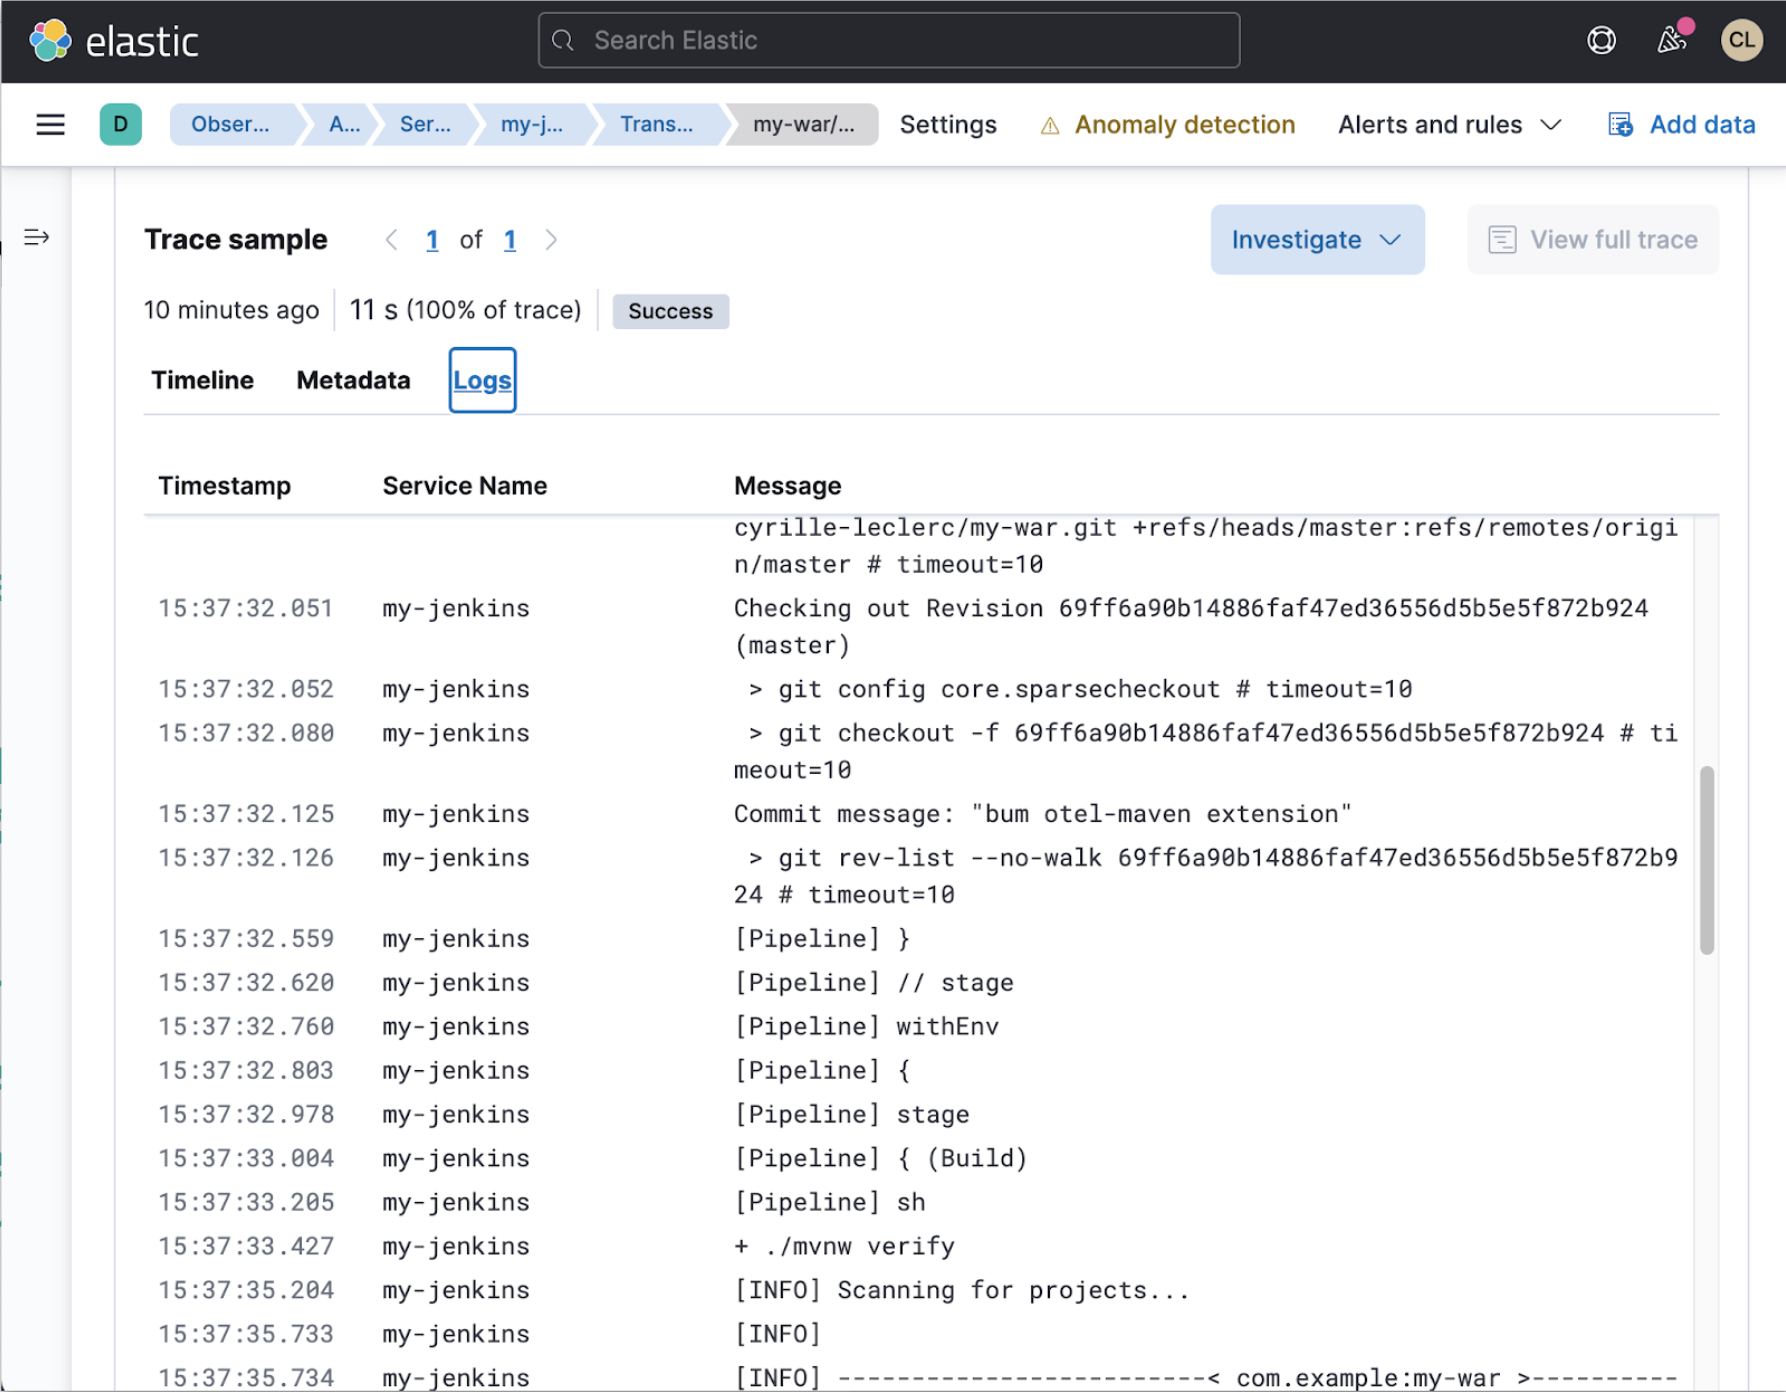 elastic
Search Elastic
CL
D
Obser...
A...
Ser...
my-j...
Trans...
my-war/...
Settings
Anomaly detection
Alerts and rules
Add data
Trace sample
1 of 1
Investigate
View full trace
10 minutes ago
11 s (100% of trace)
Success
Timeline
Metadata
Logs
Timestamp Service Name Message
cyrille-leclerc/my-war.git +refs/heads/master:refs/remotes/origi
n/master # timeout=10
15:37:32.051 my-jenkins Checking out Revision 69ff6a90b14886faf47ed36556d5b5e5f872b924
(master)
15:37:32.052 my-jenkins > git config core.sparsecheckout # timeout=10
15:37:32.080 my-jenkins > git checkout -f 69ff6a90b14886faf47ed36556d5b5e5f872b924 # ti
meout=10
15:37:32.125 my-jenkins Commit message: "bum otel-maven extension"
15:37:32.126 my-jenkins > git rev-list --no-walk 69ff6a90b14886faf47ed36556d5b5e5f872b9
24 # timeout=10
15:37:32.559 my-jenkins [Pipeline] }
15:37:32.620 my-jenkins [Pipeline] // stage
15:37:32.760 my-jenkins [Pipeline] withEnv
15:37:32.803 my-jenkins [Pipeline] {
15:37:32.978 my-jenkins [Pipeline] stage
15:37:33.004 my-jenkins [Pipeline] { (Build)
15:37:33.205 my-jenkins [Pipeline] sh
15:37:33.427 my-jenkins + ./mvnw verify
15:37:35.204 my-jenkins [INFO] Scanning for projects...
15:37:35.733 my-jenkins [INFO]
15:37:35.734 my-jenkins [INFO] -------------------------< com.example:my-war >----------